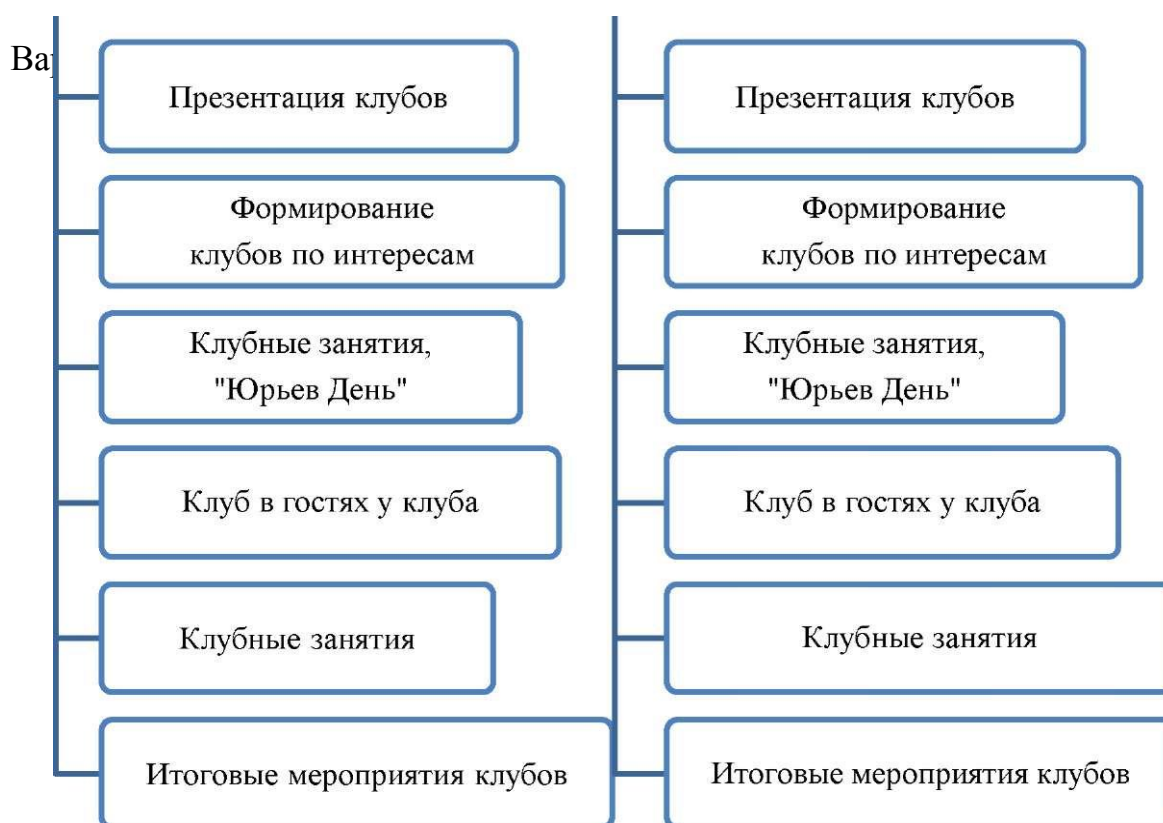 Презентация клубов
Формирование
клубов по интересам
Клубные занятия,
"Юрьев День"
Клуб в гостях у клуба
Клубные занятия
Итоговые мероприятия клубов
Презентация клубов
Формирование
клубов по интересам
Клубные занятия,
"Юрьев День"
Клуб в гостях у клуба
Клубные занятия
Итоговые мероприятия клубов